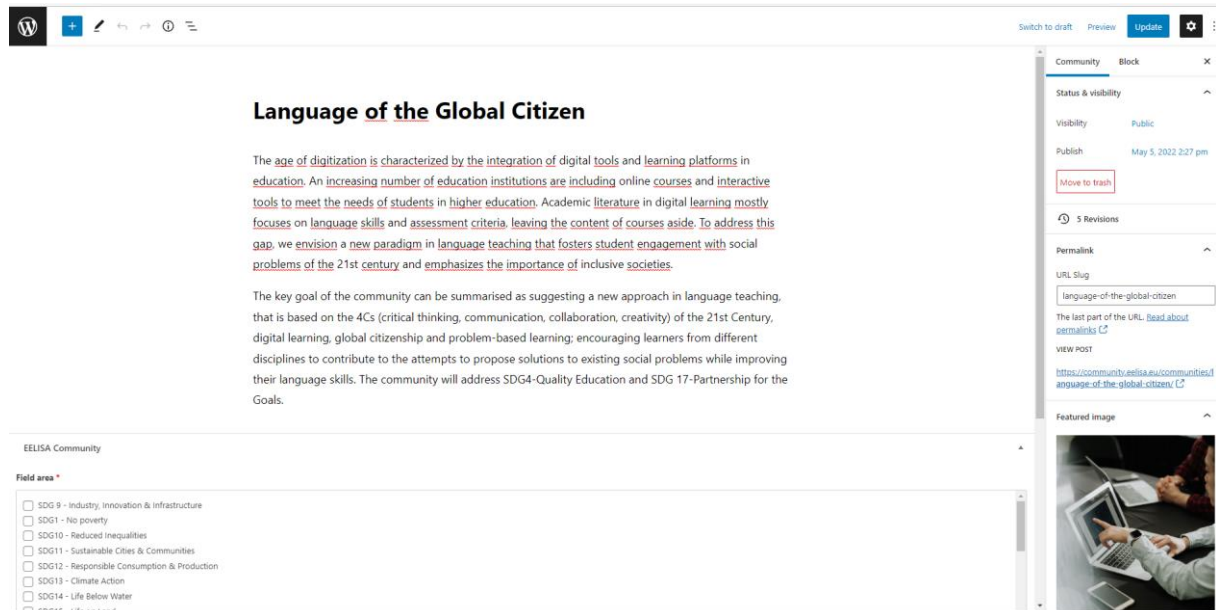 Switch to draft Preview Update
Language of the Global Citizen
The age of digitization is characterized by the integration of digital tools and learning platforms in
education. An increasing number of education institutions are including online courses and interactive
tools to meet the needs of students in higher education. Academic literature in digital learning mostly
focuses on language skills and assessment criteria, leaving the content of courses aside. To address this
gap, we envision a new paradigm in language teaching that fosters student engagement with social
problems of the 21st century and emphasizes the importance of inclusive societies.
The key goal of the community can be summarised as suggesting a new approach in language teaching,
that is based on the 4Cs (critical thinking, communication, collaboration, creativity) of the 21st Century,
digital learning, global citizenship and problem-based learning; encouraging learners from different
disciplines to contribute to the attempts to propose solutions to existing social problems while improving
their language skills. The community will address SDG4-Quality Education and SDG 17-Partnership for the
Goals.
EELISA Community
Field area *
SDG 9 - Industry, Innovation & Infrastructure
SDG1 - No poverty
SDG10 - Reduced Inequalities
SDG11 - Sustainable Cities & Communities
SDG12 - Responsible Consumption & Production
SDG13 - Climate Action
SDG14 - Life Below Water
Community Block
Status & visibility
Visibility Public
Publish May 5, 2022 2:27 pm
Move to trash
5 Revisions
Permalink
URL Slug
language-of-the-global-citizen
The last part of the URL. Read about
permalinks
VIEW POST
https://community.eelisa.eu/communities/l
anguage-of-the-global-citizen/
Featured image